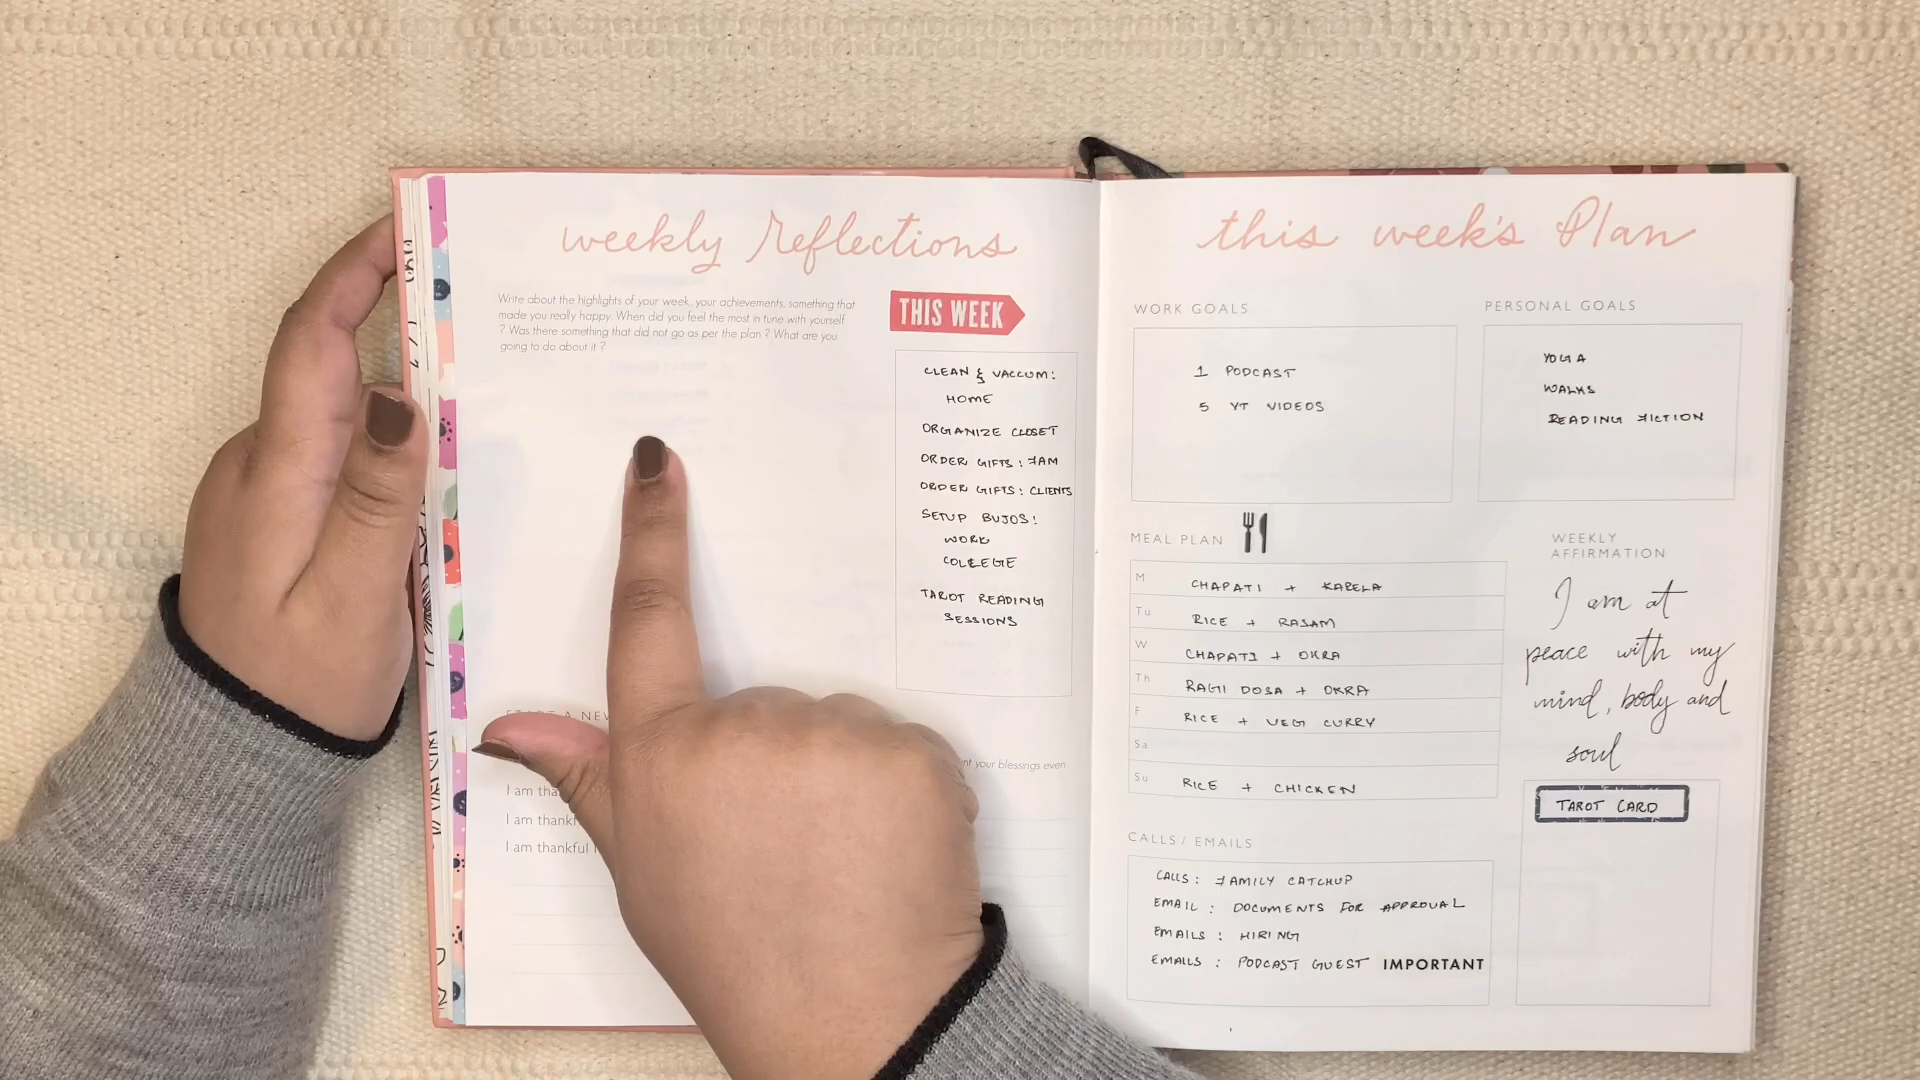 weekly Reflections
Write about the highlights of your week, your achievements, something that
made you really happy. When did you feel the most in tune with yourself
? Was there something that did not go as per the plan ? What are you
going to do about it ?
THIS WEEK
CLEAN & VACCUM:
HOME
ORGANIZE CLOSET
ORDER GIFTS: FAM
ORDER GIFTS: CLIENTS
SETUP BUJOS:
WORK
COLLEGE
TAROT READING
SESSIONS
START A NEW
your blessings even
I am
I am
I am thankful
this week's Plan
WORK GOALS
1 PODCAST
5 YT VIDEOS
PERSONAL GOALS
YOGA
WALKS
READING FICTION
MEAL PLAN
M CHAPATI + KARELA
Tu RICE + RASAM
W CHAPATI + OKRA
Th RAGI DOSA + OKRA
F RICE + VEG CURRY
Sa
Su RICE + CHICKEN
WEEKLY
AFFIRMATION
I am at
peace with my
mind, body and
soul
TAROT CARD
CALLS / EMAILS
CALLS: FAMILY CATCHUP
EMAIL : DOCUMENTS FOR APPROVAL
EMAILS : HIRING
EMAILS : PODCAST GUEST IMPORTANT